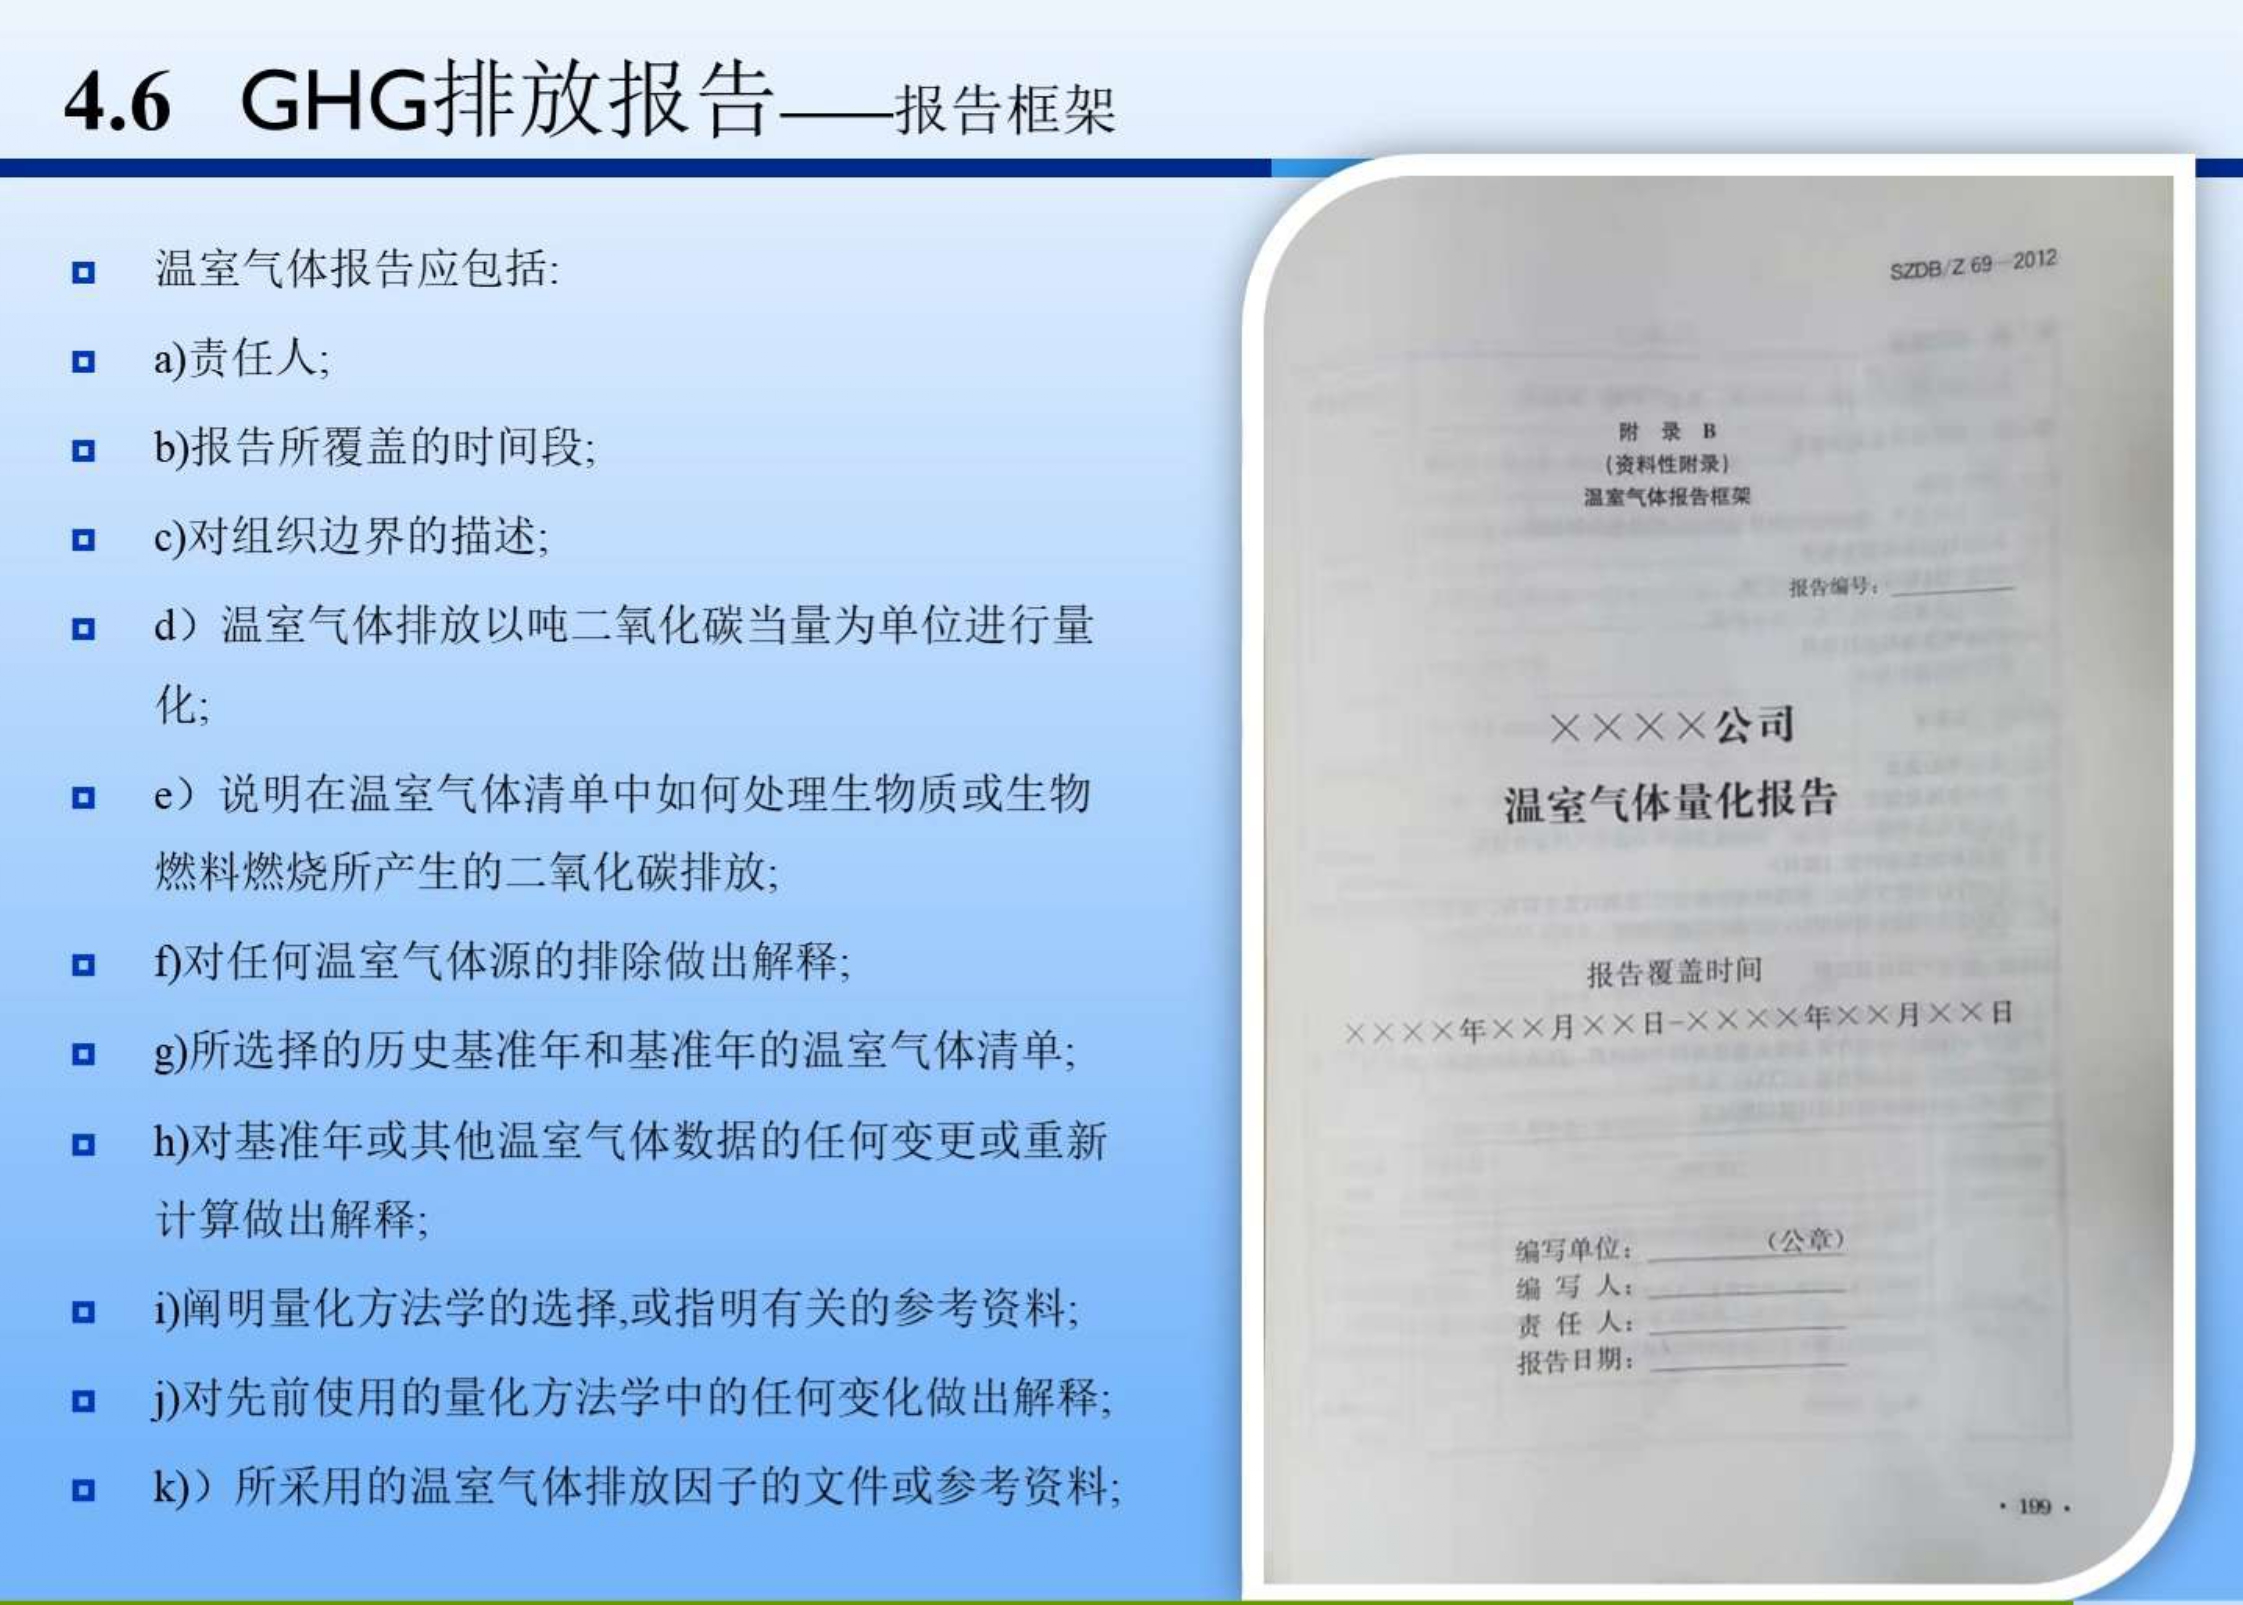 4.6 GHG排放报告——报告框架
温室气体报告应包括:
a)责任人;
b)报告所覆盖的时间段;
c)对组织边界的描述;
d）温室气体排放以吨二氧化碳当量为单位进行量
化;
e）说明在温室气体清单中如何处理生物质或生物
燃料燃烧所产生的二氧化碳排放;
f)对任何温室气体源的排除做出解释;
g)所选择的历史基准年和基准年的温室气体清单;
h)对基准年或其他温室气体数据的任何变更或重新
计算做出解释;
i)阐明量化方法学的选择,或指明有关的参考资料;
j)对先前使用的量化方法学中的任何变化做出解释;
k)）所采用的温室气体排放因子的文件或参考资料;
SZDB/Z 69—2012
附 录 B
(资料性附录)
温室气体报告框架
报告编号：
××××公司
温室气体量化报告
报告覆盖时间
××××年××月××日-××××年××月××日
编写单位：（公章）
编 写 人：
责 任 人：
报告日期：
· 199 ·